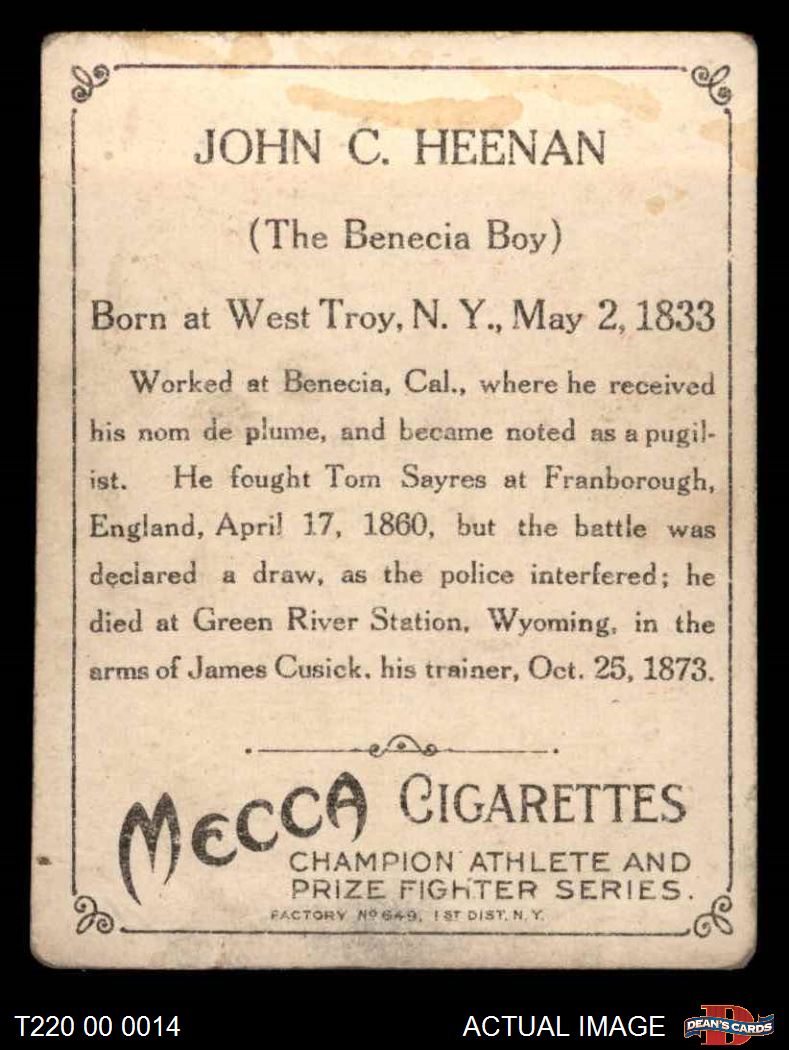 JOHN C. HEENAN
(The Benecia Boy)
Born at West Troy, N. Y., May 2, 1833
Worked at Benecia, Cal., where he received
his nom de plume, and became noted as a pugil-
ist. He fought Tom Sayres at Franborough,
England, April 17, 1860, but the battle was
declared a draw, as the police interfered; he
died at Green River Station, Wyoming, in the
arms of James Cusick, his trainer, Oct. 25, 1873.
MECCA CIGARETTES
CHAMPION ATHLETE AND
PRIZE FIGHTER SERIES.
FACTORY Nº 649, 1ST DIST. N. Y.
T220 00 0014
ACTUAL IMAGE
D
DEAN'S CARDS